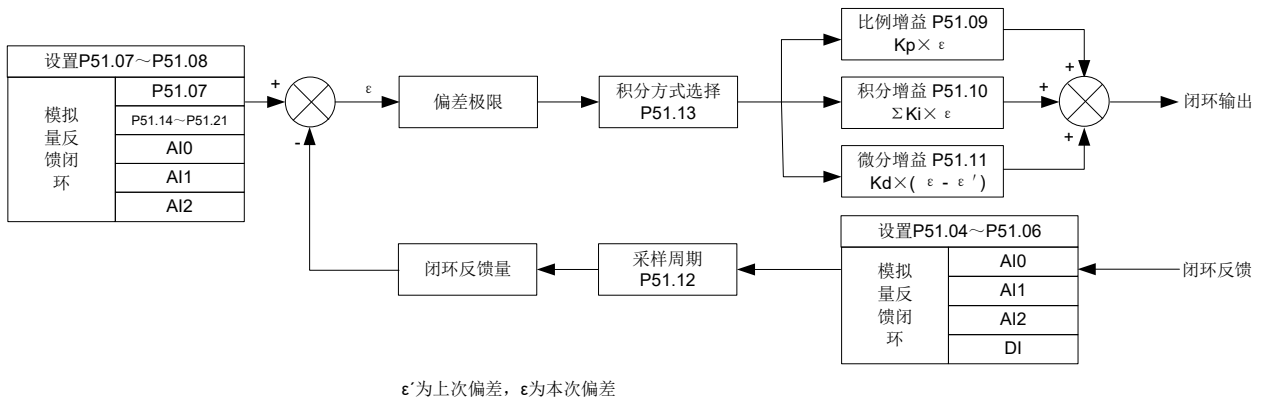 设置P51.07～P51.08
模拟
量反
馈闭
环
P51.07
P51.14～P51.21
AI0
AI1
AI2
+
-
ε
偏差极限
积分方式选择
P51.13
比例增益 P51.09
Kp× ε
积分增益 P51.10
ΣKi× ε
微分增益 P51.11
Kd×( ε - ε′)
+
+
+
闭环输出
闭环反馈量
采样周期
P51.12
设置P51.04～P51.06
模拟
量反
馈闭
环
AI0
AI1
AI2
DI
闭环反馈
ε′为上次偏差，ε为本次偏差